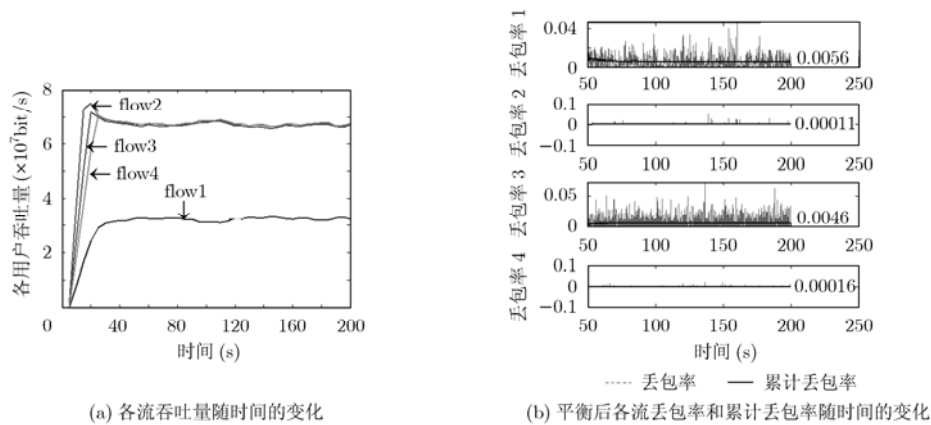 各用户吞吐量 (×10⁷bit/s)
8
6
4
2
0
flow2
flow3
flow4
flow1
40
80
120
160
200
时间 (s)
(a) 各流吞吐量随时间的变化
丢包率 1
0.04
0
0.0056
50
100
150
200
250
丢包率 2
0.1
0
−0.1
0.00011
50
100
150
200
250
丢包率 3
0.05
0
0.0046
50
100
150
200
250
丢包率 4
0.1
0
−0.1
0.00016
50
100
150
200
250
时间 (s)
丢包率
累计丢包率
(b) 平衡后各流丢包率和累计丢包率随时间的变化